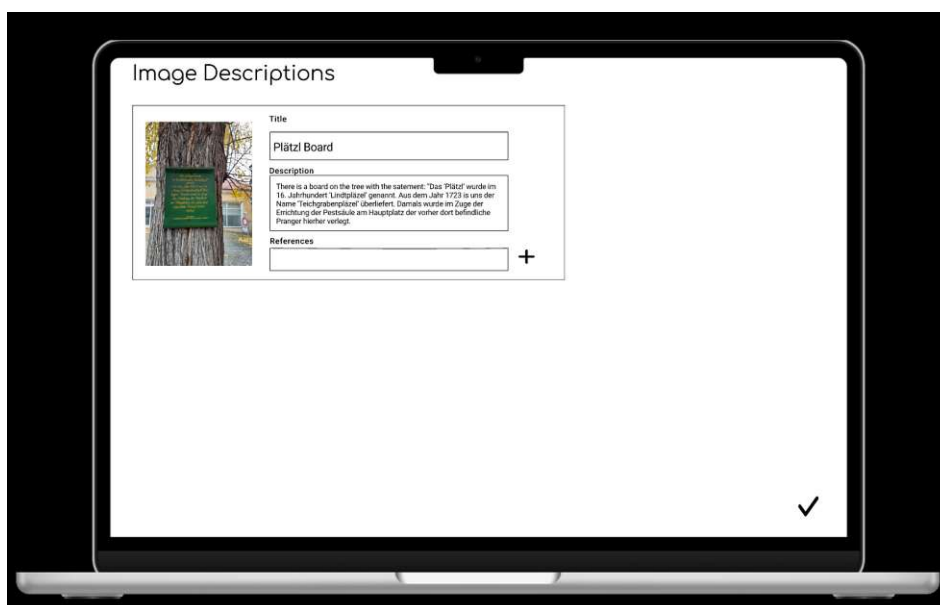 Image Descriptions
Title
Plätzl Board
Description
There is a board on the tree with the satement: "Das 'Plätzl' wurde im
16. Jahrhundert 'Lindtpläzel' genannt. Aus dem Jahr 1723 is uns der
Name 'Teichgrabenpläzel' überliefert. Damals wurde im Zuge der
Errichtung der Pestsäule am Hauptplatz der vorher dort befindliche
Pranger hierher verlegt.
References